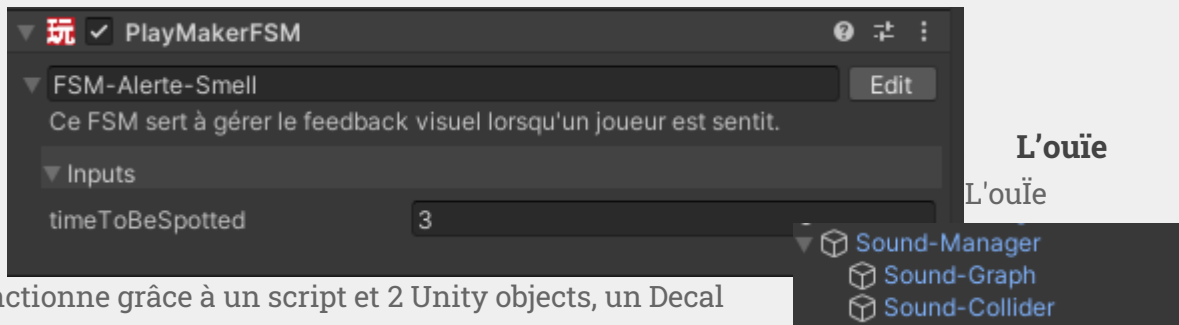 玩 PlayMakerFSM
FSM-Alerte-Smell Edit
Ce FSM sert à gérer le feedback visuel lorsqu'un joueur est sentit.
Inputs
timeToBeSpotted 3
L’ouïe
L'ouÏe
Sound-Manager
Sound-Graph
Sound-Collider
nctionne grâce à un script et 2 Unity objects, un Decal